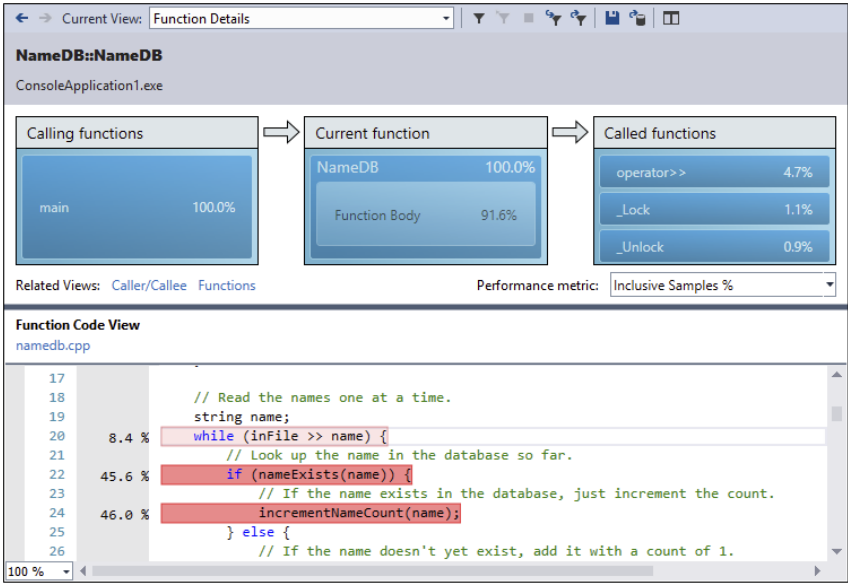 Current View: Function Details
NameDB::NameDB
ConsoleApplication1.exe
Calling functions
main 100.0%
Current function
NameDB 100.0%
Function Body 91.6%
Called functions
operator>> 4.7%
_Lock 1.1%
_Unlock 0.9%
Related Views: Caller/Callee Functions
Performance metric: Inclusive Samples %
Function Code View
namedb.cpp
17
18 // Read the names one at a time.
19 string name;
20 8.4 % while (inFile >> name) {
21 // Look up the name in the database so far.
22 45.6 % if (nameExists(name)) {
23 // If the name exists in the database, just increment the count.
24 46.0 % incrementNameCount(name);
25 } else {
26 // If the name doesn't yet exist, add it with a count of 1.
100 %